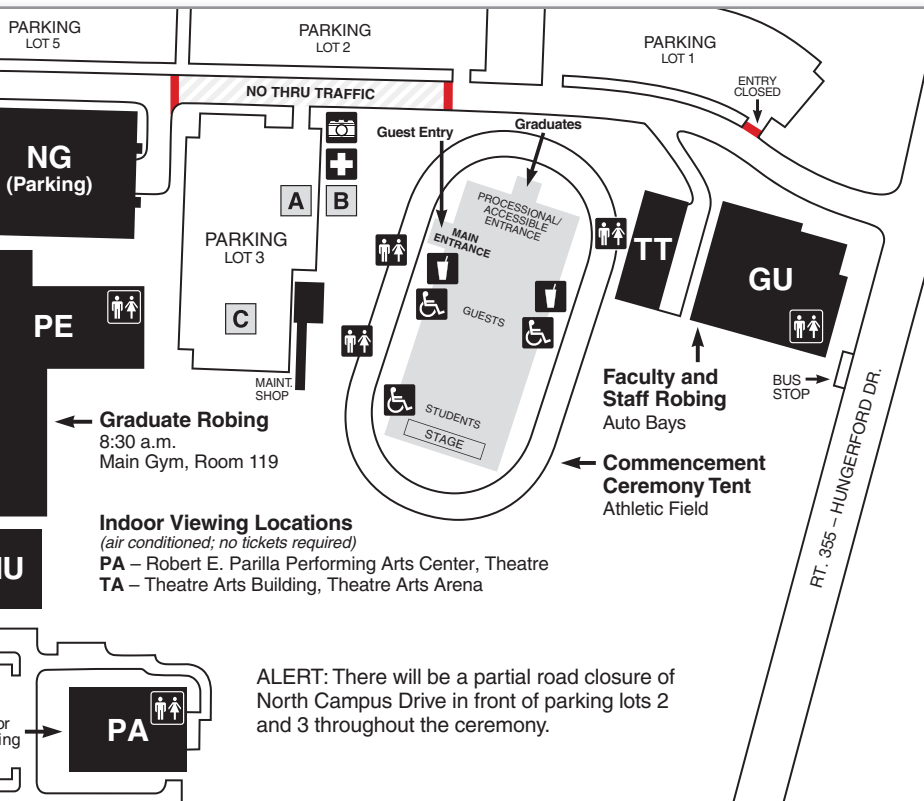 PARKING
LOT 5
PARKING
LOT 2
PARKING
LOT 1
ENTRY
CLOSED
NO THRU TRAFFIC
NG
(Parking)
Guest Entry
Graduates
A
B
PROCESSIONAL/
ACCESSIBLE
ENTRANCE
MAIN
ENTRANCE
PARKING
LOT 3
TT
GU
PE
C
GUESTS
MAINT.
SHOP
BUS
STOP
Faculty and
Staff Robing
Auto Bays
RT. 355 – HUNGERFORD DR.
Graduate Robing
8:30 a.m.
Main Gym, Room 119
STUDENTS
STAGE
Commencement
Ceremony Tent
Athletic Field
Indoor Viewing Locations
(air conditioned; no tickets required)
PA – Robert E. Parilla Performing Arts Center, Theatre
TA – Theatre Arts Building, Theatre Arts Arena
ALERT: There will be a partial road closure of
North Campus Drive in front of parking lots 2
and 3 throughout the ceremony.
PA